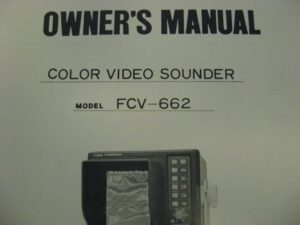 OWNER'S MANUAL
COLOR VIDEO SOUNDER
MODEL FCV-662